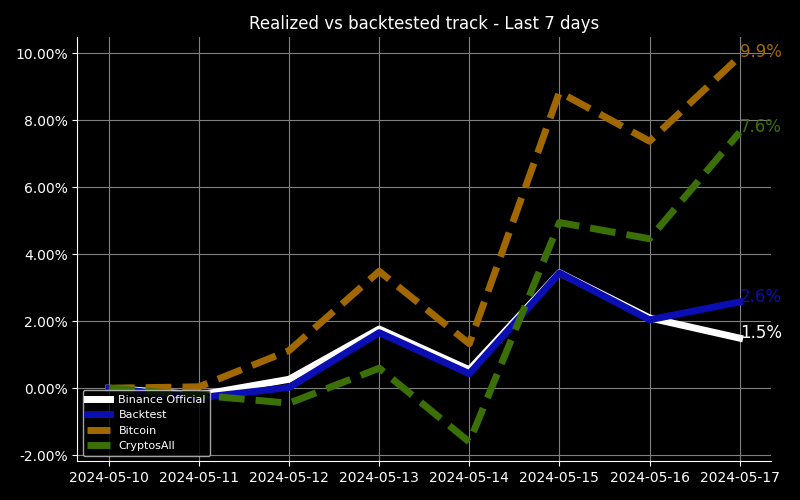 Realized vs backtested track - Last 7 days
10.00%
8.00%
6.00%
4.00%
2.00%
0.00%
-2.00%
9.9%
7.6%
2.6%
1.5%
Binance Official
Backtest
Bitcoin
CryptosAll
2024-05-10 2024-05-11 2024-05-12 2024-05-13 2024-05-14 2024-05-15 2024-05-16 2024-05-17